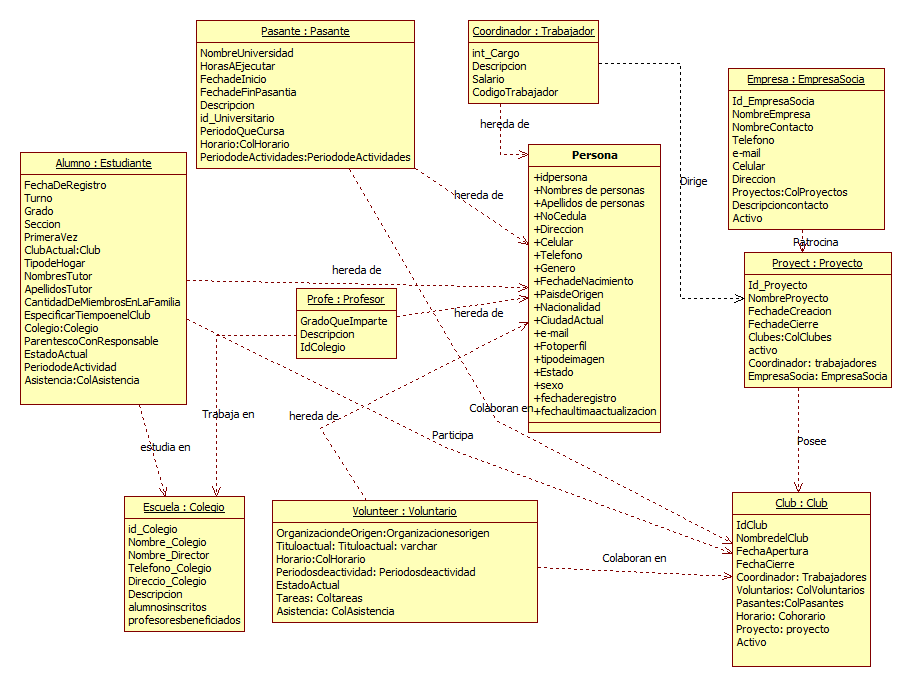 Pasante : Pasante
NombreUniversidad
HorasAEjecutar
FechadeInicio
FechadeFinPasantia
Descripcion
id_Universitario
PeriodoQueCursa
Horario:ColHorario
PeriododeActividades:PeriododeActividades
Coordinador : Trabajador
int_Cargo
Descripcion
Salario
CodigoTrabajador
Empresa : EmpresaSocia
Id_EmpresaSocia
NombreEmpresa
NombreContacto
Telefono
e-mail
Celular
Direccion
Proyectos:ColProyectos
Descripcioncontacto
Activo
hereda de
Persona
+idpersona
+Nombres de personas
+Apellidos de personas
+NoCedula
+Direccion
+Celular
+Telefono
+Genero
+FechadeNacimiento
+PaisdeOrigen
+Nacionalidad
+CiudadActual
+e-mail
+Fotoperfil
+tipodeimagen
+Estado
+sexo
+fechaderegistro
+fechaultimaactualizacion
Dirige
Alumno : Estudiante
FechaDeRegistro
Turno
Grado
Seccion
PrimeraVez
ClubActual:Club
TipodeHogar
NombresTutor
ApellidosTutor
CantidadDeMiembrosEnLaFamilia
EspecificarTiempoenelClub
Colegio:Colegio
ParentescoConResponsable
EstadoActual
PeriododeActividad
Asistencia:ColAsistencia
hereda de
hereda de
Patrocina
Proyect : Proyecto
Id_Proyecto
NombreProyecto
FechadeCreacion
FechadeCierre
Clubes:ColClubes
activo
Coordinador: trabajadores
EmpresaSocia: EmpresaSocia
Profe : Profesor
GradoQueImparte
Descripcion
IdColegio
hereda de
Trabaja en
hereda de
Colaboran en
Participa
Posee
estudia en
Escuela : Colegio
id_Colegio
Nombre_Colegio
Nombre_Director
Telefono_Colegio
Direccio_Colegio
Descripcion
alumnosinscritos
profesoresbeneficiados
Volunteer : Voluntario
OrganizaciondeOrigen:Organizacionesorigen
Tituloactual: Tituloactual: varchar
Horario:ColHorario
Periodosdeactividad: Periodosdeactividad
EstadoActual
Tareas: Coltareas
Asistencia: ColAsistencia
Colaboran en
Club : Club
IdClub
NombredelClub
FechaApertura
FechaCierre
Coordinador: Trabajadores
Voluntarios: ColVoluntarios
Pasantes:ColPasantes
Horario: Cohorario
Proyecto: proyecto
Activo